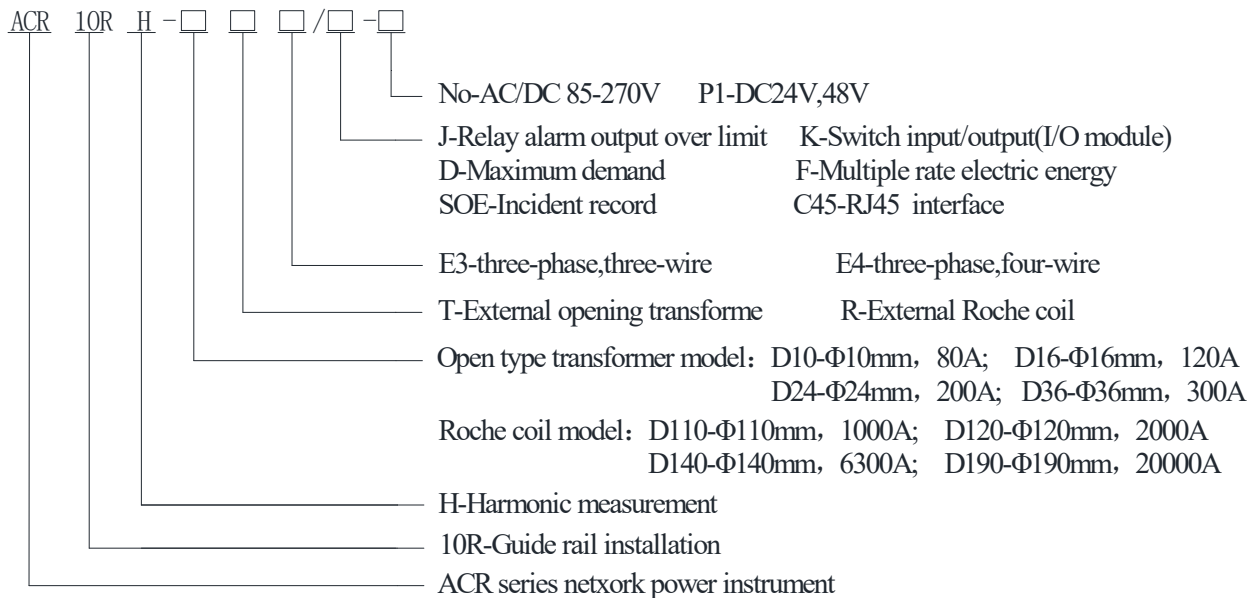 ACR 10R H-□ □ □/□-□
No-AC/DC 85-270V P1-DC24V,48V
J-Relay alarm output over limit K-Switch input/output(I/O module)
D-Maximum demand F-Multiple rate electric energy
SOE-Incident record C45-RJ45 interface
E3-three-phase,three-wire E4-three-phase,four-wire
T-External opening transforme R-External Roche coil
Open type transformer model：D10-Φ10mm，80A; D16-Φ16mm，120A
D24-Φ24mm，200A; D36-Φ36mm，300A
Roche coil model：D110-Φ110mm，1000A; D120-Φ120mm，2000A
D140-Φ140mm，6300A; D190-Φ190mm，20000A
H-Harmonic measurement
10R-Guide rail installation
ACR series netxork power instrument